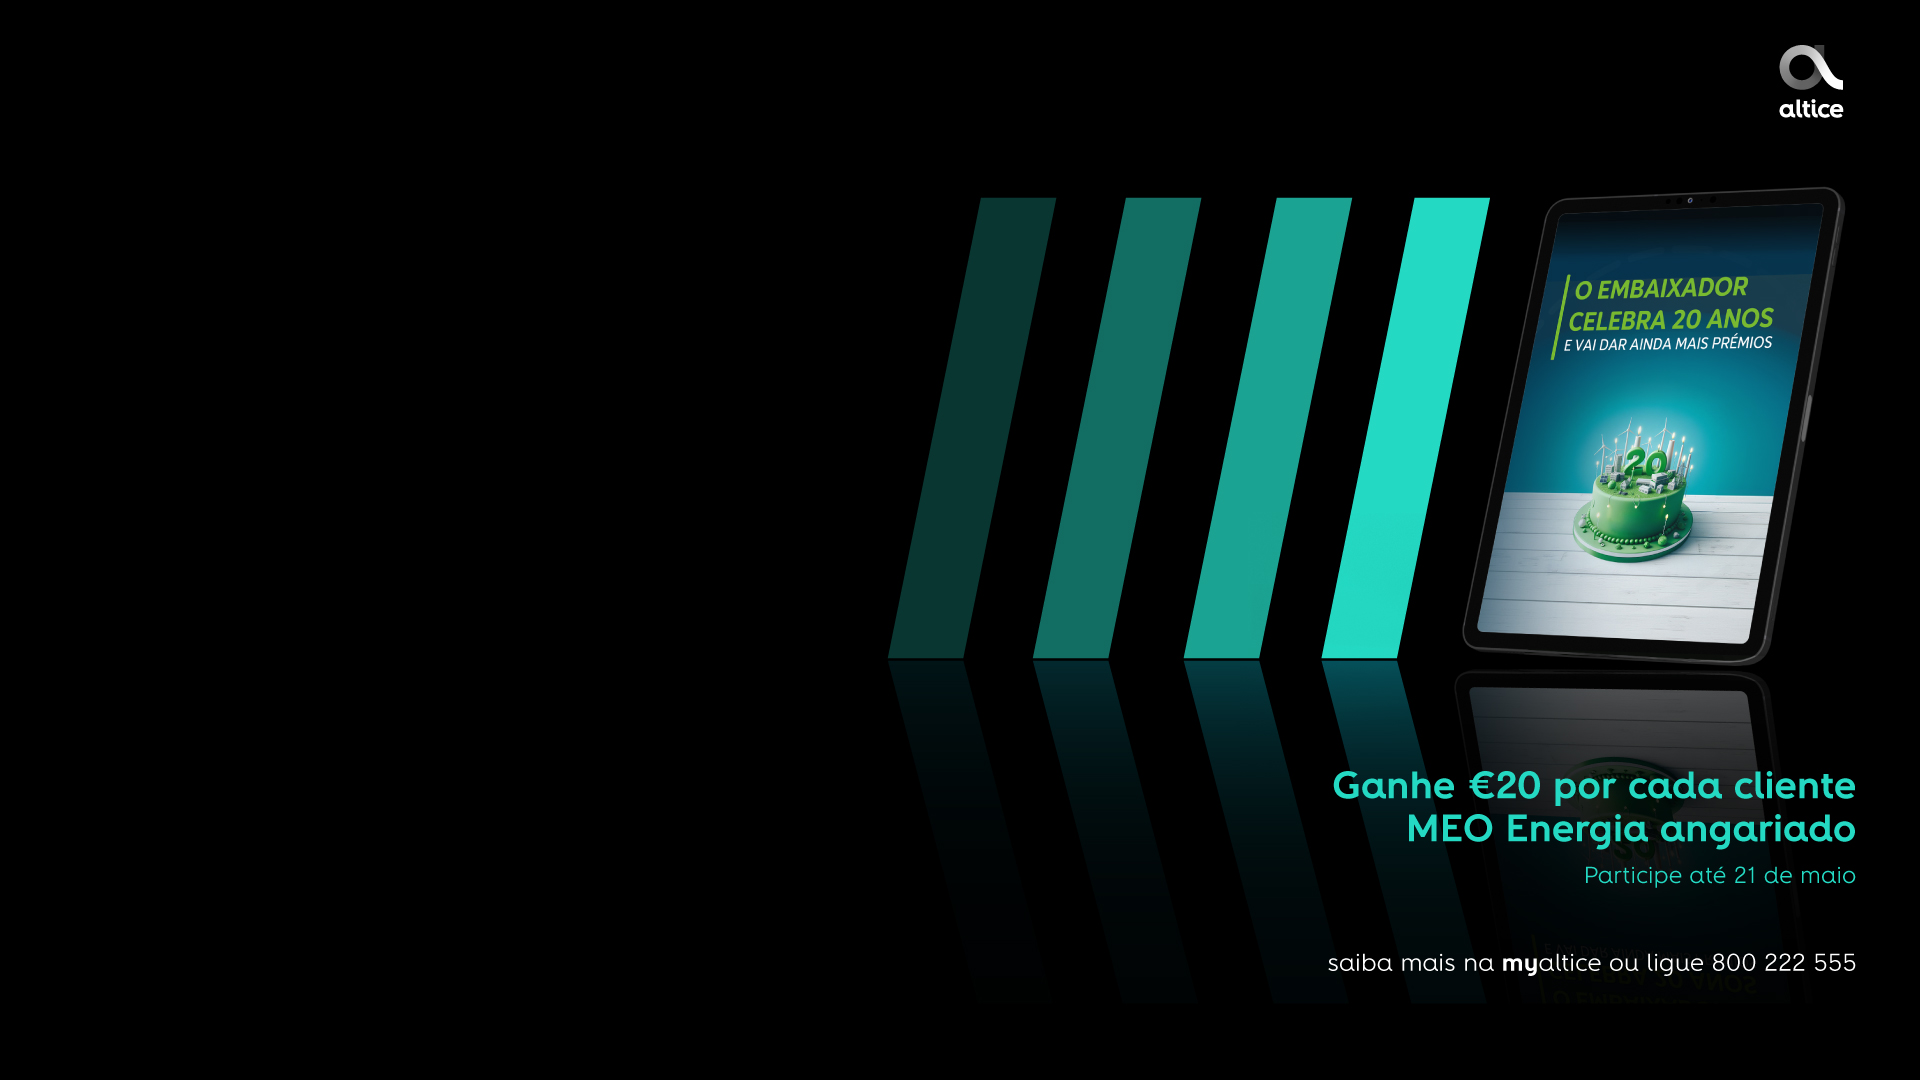 altice
O EMBAIXADOR
CELEBRA 20 ANOS
E VAI DAR AINDA MAIS PRÉMIOS
20
Ganhe €20 por cada cliente
MEO Energia angariado
Participe até 21 de maio
saiba mais na myaltice ou ligue 800 222 555